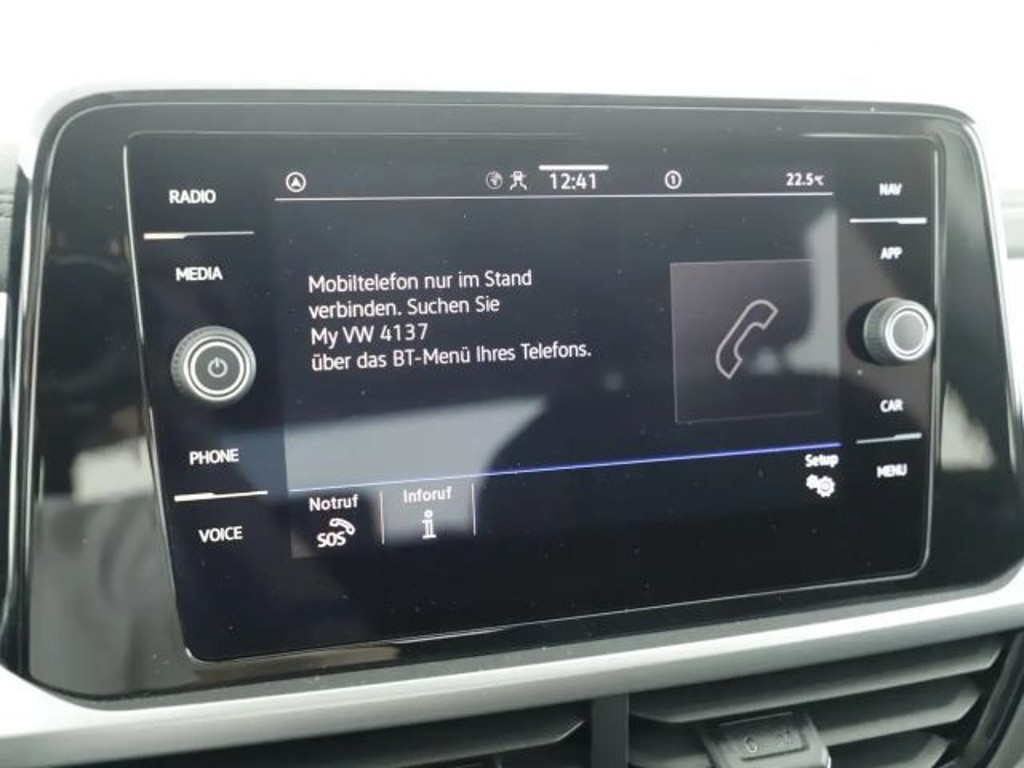 RADIO
MEDIA
PHONE
VOICE
12:41
1
22.5°C
Mobiltelefon nur im Stand
verbinden. Suchen Sie
My VW 4137
über das BT-Menü Ihres Telefons.
Notruf
SOS
Inforuf
i
Setup
NAV
APP
CAR
MENU